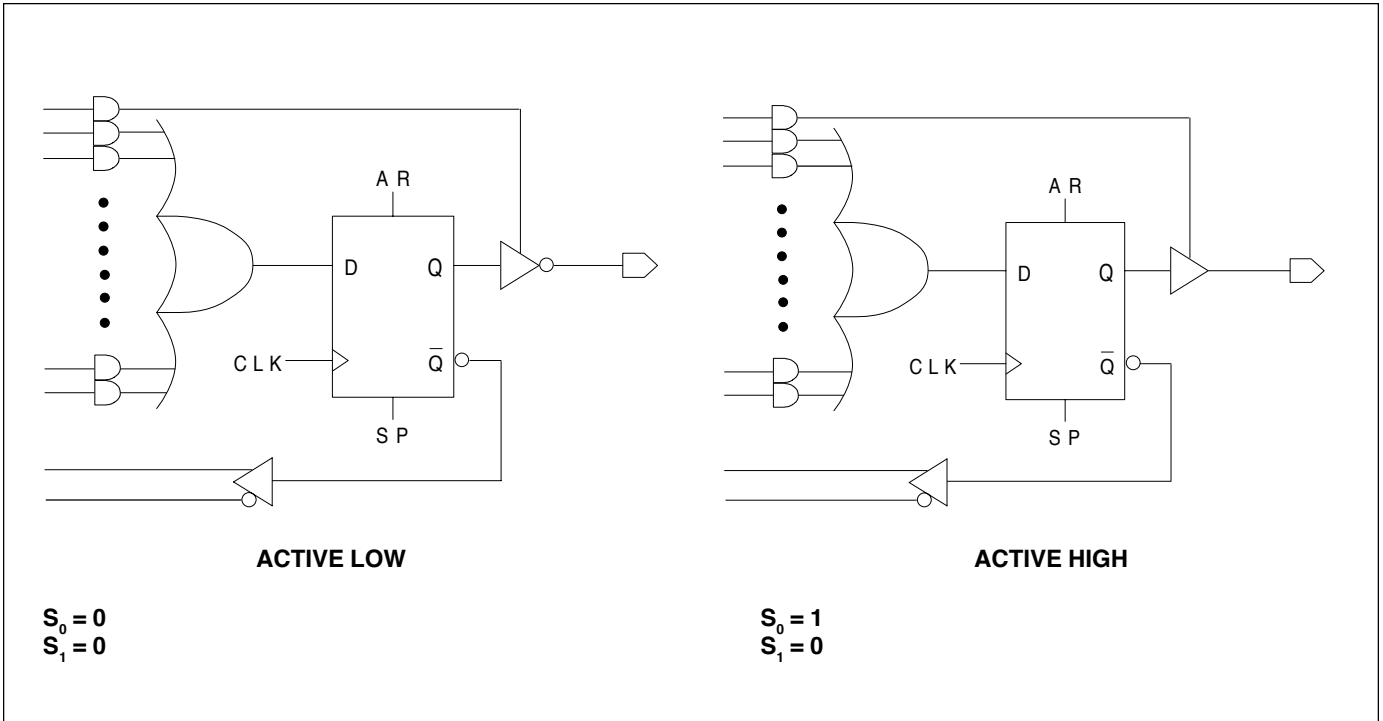 A R
D Q
C L K
Q̅
S P
ACTIVE LOW
S₀ = 0
S₁ = 0
A R
D Q
C L K
Q̅
S P
ACTIVE HIGH
S₀ = 1
S₁ = 0